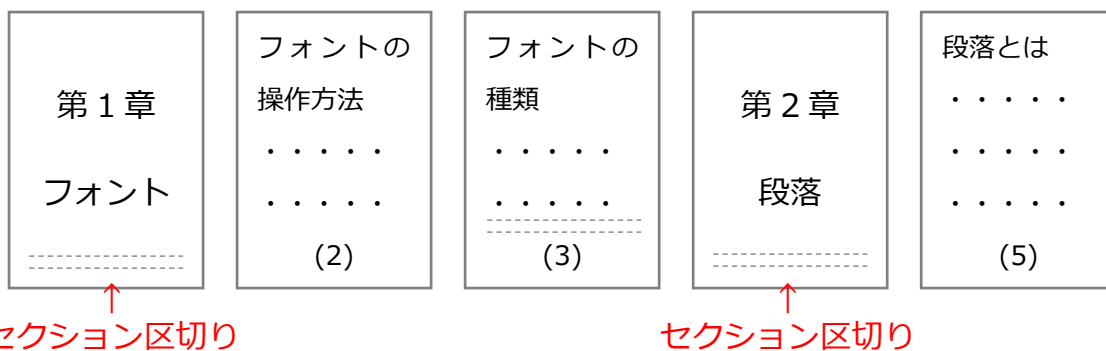 第1章
フォント
フォントの
操作方法
・・・・・
・・・・・
(2)
フォントの
種類
・・・・・
・・・・・
(3)
第2章
段落
段落とは
・・・・・
・・・・・
・・・・・
(5)
↑
セクション区切り
↑
セクション区切り